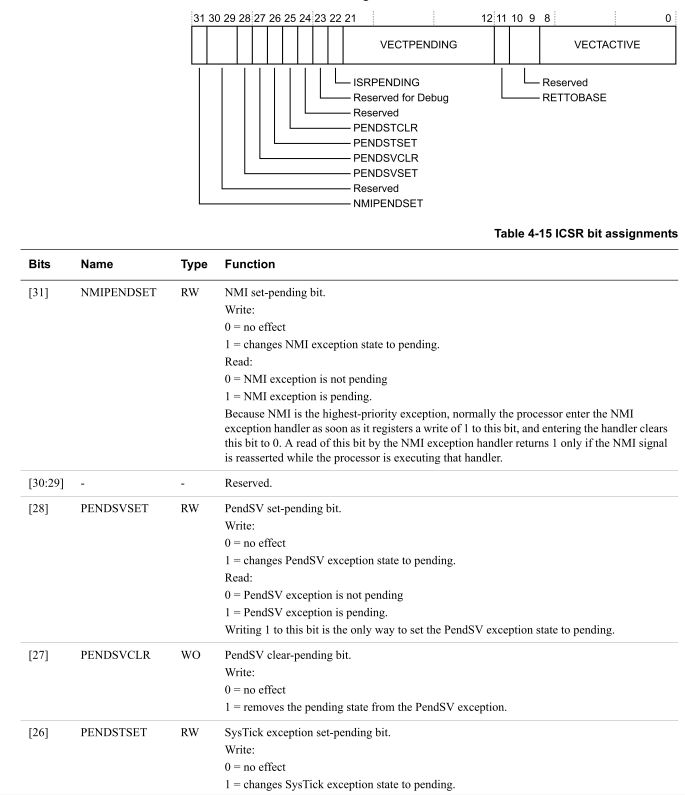 31 30 29 28 27 26 25 24 23 22 21 12 11 10 9 8 0
VECTPENDING VECTACTIVE
ISRPENDING Reserved
Reserved for Debug RETTOBASE
Reserved
PENDSTCLR
PENDSTSET
PENDSVCLR
PENDSVSET
Reserved
NMIPENDSET
Table 4-15 ICSR bit assignments
Bits Name Type Function
[31] NMIPENDSET RW NMI set-pending bit.
Write:
0 = no effect
1 = changes NMI exception state to pending.
Read:
0 = NMI exception is not pending
1 = NMI exception is pending.
Because NMI is the highest-priority exception, normally the processor enter the NMI
exception handler as soon as it registers a write of 1 to this bit, and entering the handler clears
this bit to 0. A read of this bit by the NMI exception handler returns 1 only if the NMI signal
is reasserted while the processor is executing that handler.
[30:29] - - Reserved.
[28] PENDSVSET RW PendSV set-pending bit.
Write:
0 = no effect
1 = changes PendSV exception state to pending.
Read:
0 = PendSV exception is not pending
1 = PendSV exception is pending.
Writing 1 to this bit is the only way to set the PendSV exception state to pending.
[27] PENDSVCLR WO PendSV clear-pending bit.
Write:
0 = no effect
1 = removes the pending state from the PendSV exception.
[26] PENDSTSET RW SysTick exception set-pending bit.
Write:
0 = no effect
1 = changes SysTick exception state to pending.